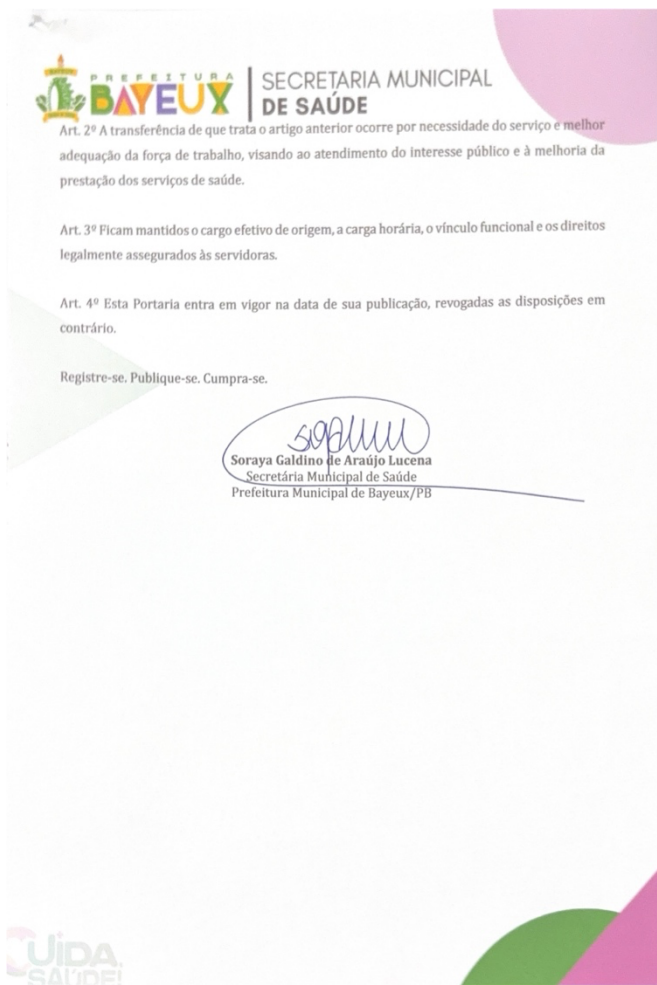 PREFEITURA
BAYEUX
SECRETARIA MUNICIPAL
DE SAÚDE
Art. 2º A transferência de que trata o artigo anterior ocorre por necessidade do serviço e melhor
adequação da força de trabalho, visando ao atendimento do interesse público e à melhoria da
prestação dos serviços de saúde.
Art. 3º Ficam mantidos o cargo efetivo de origem, a carga horária, o vínculo funcional e os direitos
legalmente assegurados às servidoras.
Art. 4º Esta Portaria entra em vigor na data de sua publicação, revogadas as disposições em
contrário.
Registre-se. Publique-se. Cumpra-se.
Soraya Galdino de Araújo Lucena
Secretária Municipal de Saúde
Prefeitura Municipal de Bayeux/PB
CUIDA,
SAÚDE!